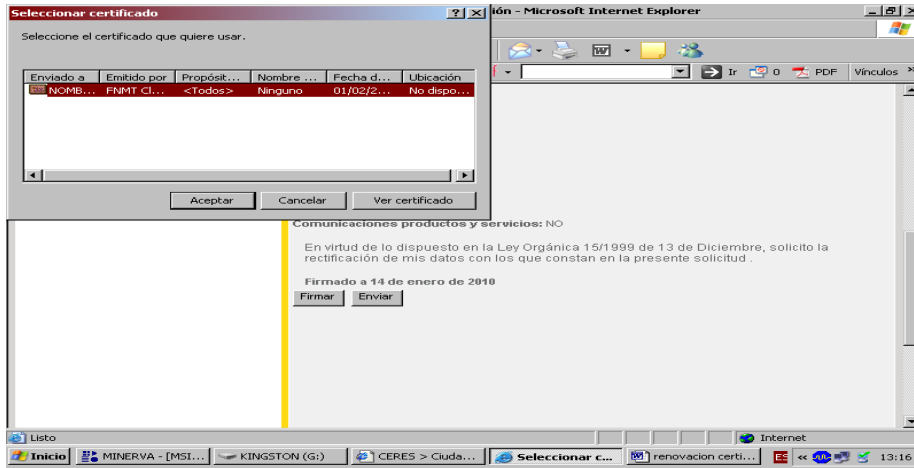 Seleccionar certificado
ión - Microsoft Internet Explorer
Seleccione el certificado que quiere usar.
Enviado a Emitido por Propósit... Nombre ... Fecha d... Ubicación
NOMB... FNMT Cl... <Todos> Ninguno 01/02/2... No dispo...
Ir 0 PDF Vínculos »
Aceptar Cancelar Ver certificado
Comunicaciones productos y servicios: NO
En virtud de lo dispuesto en la Ley Orgánica 15/1999 de 13 de Diciembre, solicito la
rectificación de mis datos con los que constan en la presente solicitud .
Firmado a 14 de enero de 2010
Firmar Enviar
Listo Internet
Inicio MINERVA - [MSI... KINGSTON (G:) CERES > Ciuda... Seleccionar c... renovacion certi... EE « 13:16